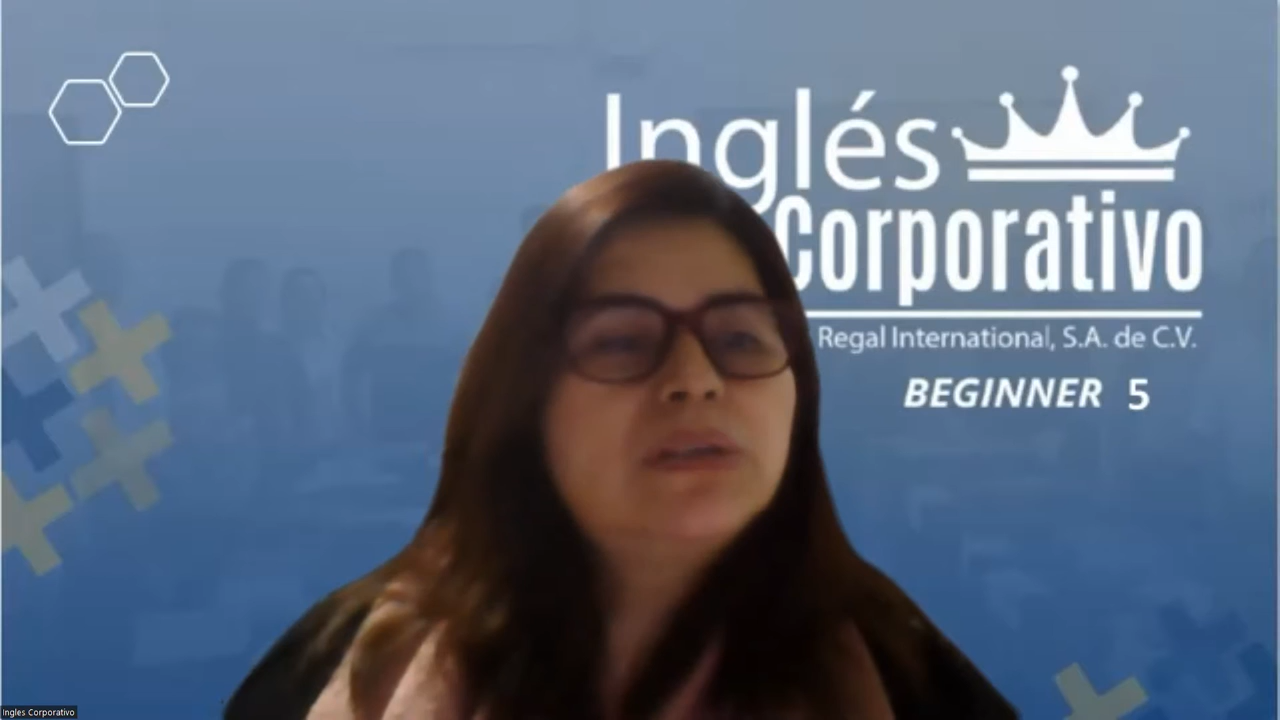 Inglés
Corporativo
Regal International, S.A. de C.V.
BEGINNER 5
Ingles Corporativo